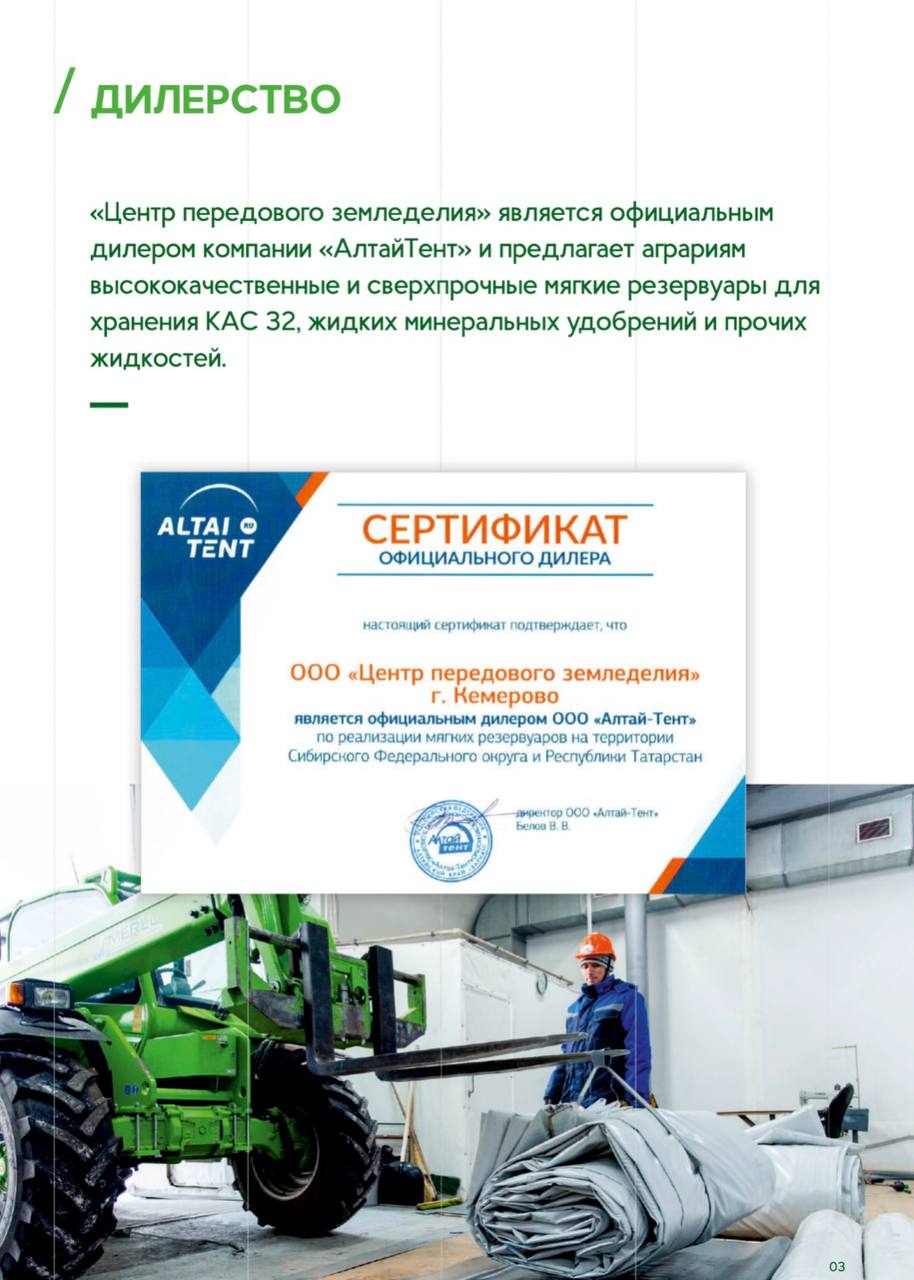 / ДИЛЕРСТВО
«Центр передового земледелия» является официальным
дилером компании «АлтайТент» и предлагает аграриям
высококачественные и сверхпрочные мягкие резервуары для
хранения КАС 32, жидких минеральных удобрений и прочих
жидкостей.
ALTAI RU
TENT
СЕРТИФИКАТ
ОФИЦИАЛЬНОГО ДИЛЕРА
настоящий сертификат подтверждает, что
ООО «Центр передового земледелия»
г. Кемерово
является официальным дилером ООО «Алтай-Тент»
по реализации мягких резервуаров на территории
Сибирского Федерального округа и Республики Татарстан
директор ООО «Алтай-Тент»
Белов В. В.
Алтай
тент
«Алтай-Тент»
03